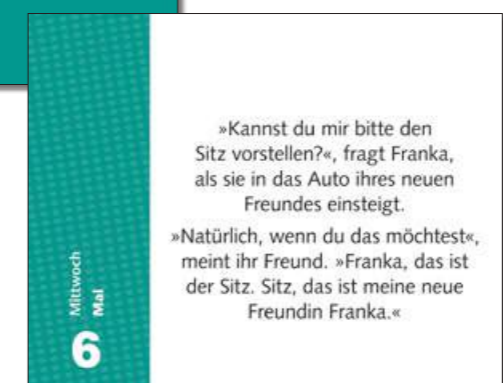 »Kannst du mir bitte den
Sitz vorstellen?«, fragt Franka,
als sie in das Auto ihres neuen
Freundes einsteigt.
»Natürlich, wenn du das möchtest«,
meint ihr Freund. »Franka, das ist
der Sitz. Sitz, das ist meine neue
Freundin Franka.«
Mittwoch
Mai
6